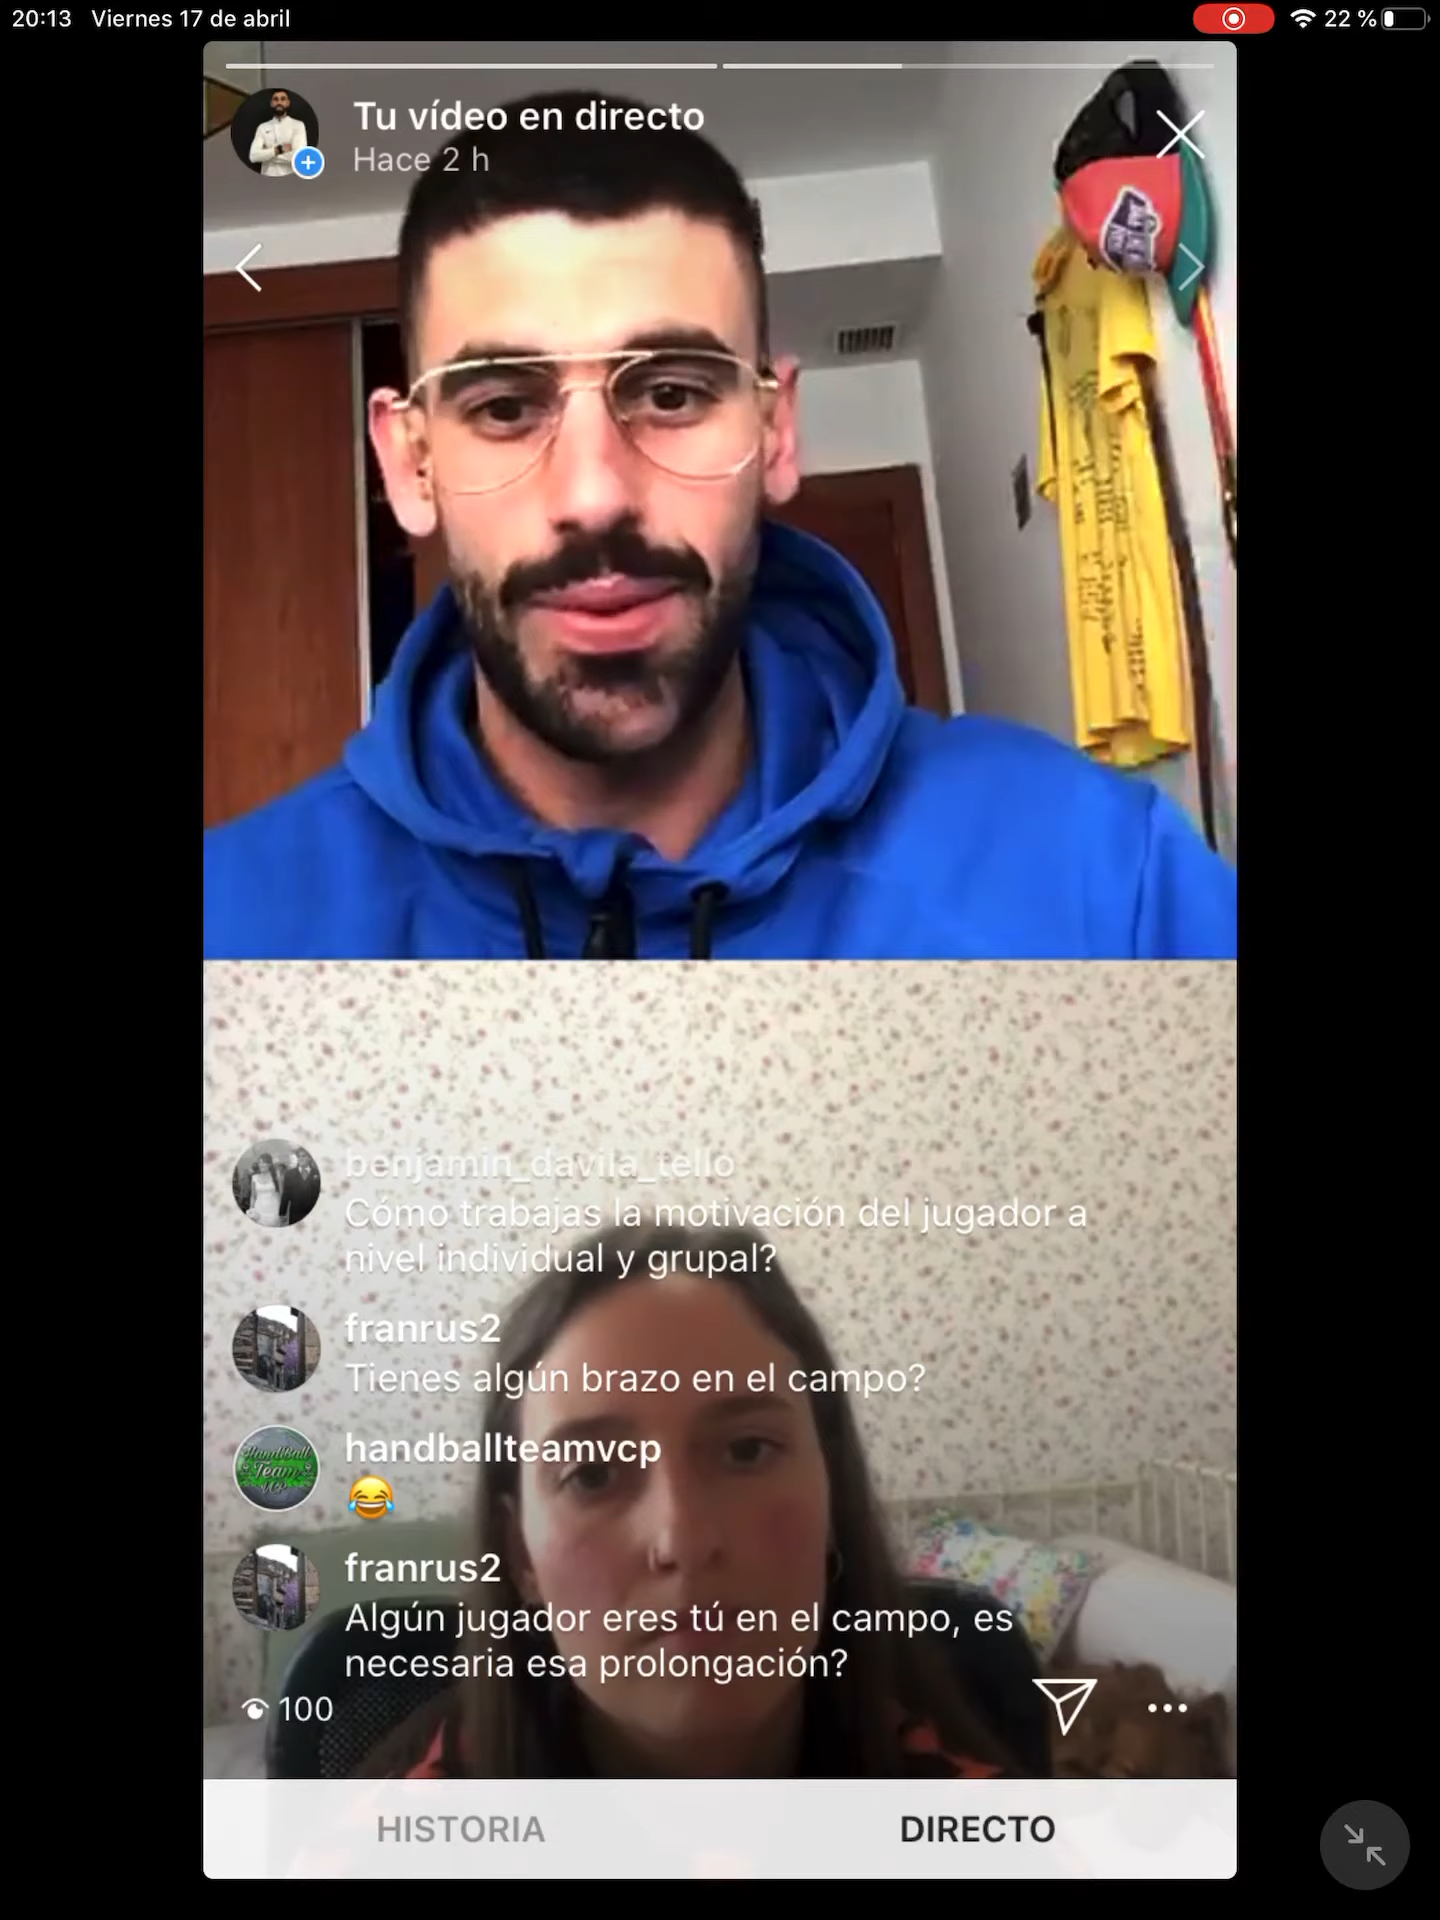 20:13 Viernes 17 de abril
22 %
Tu vídeo en directo
Hace 2 h
benjamin_davila_tello
Cómo trabajas la motivación del jugador a
nivel individual y grupal?
franrus2
Tienes algún brazo en el campo?
handballteamvcp
😂
franrus2
Algún jugador eres tú en el campo, es
necesaria esa prolongación?
100
HISTORIA
DIRECTO